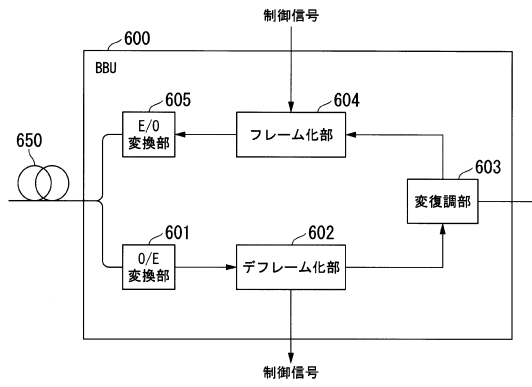 制御信号
600
BBU
605
E/O
変換部
604
フレーム化部
650
603
変復調部
601
O/E
変換部
602
デフレーム化部
制御信号